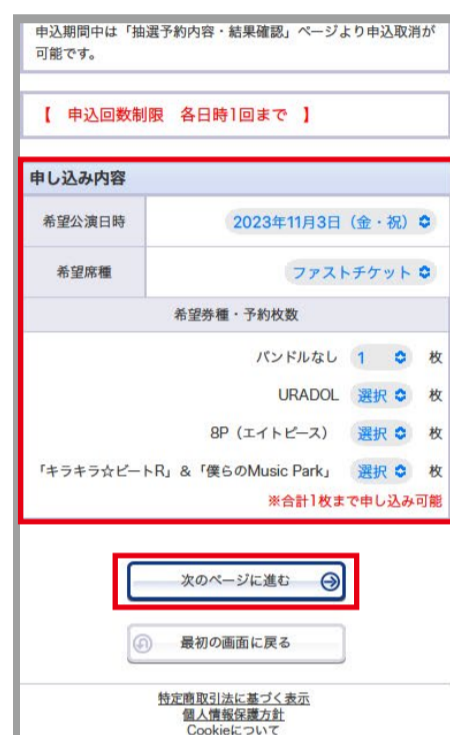 申込期間中は「抽選予約内容・結果確認」ページより申込取消が
可能です。
【 申込回数制限 各日時1回まで 】
申し込み内容
希望公演日時 2023年11月3日（金・祝）
希望席種 ファストチケット
希望券種・予約枚数
バンドルなし 1 枚
URADOL 選択 枚
8P（エイトピース） 選択 枚
「キラキラ☆ビートR」&「僕らのMusic Park」 選択 枚
※合計1枚まで申し込み可能
次のページに進む
最初の画面に戻る
特定商取引法に基づく表示
個人情報保護方針
Cookieについて